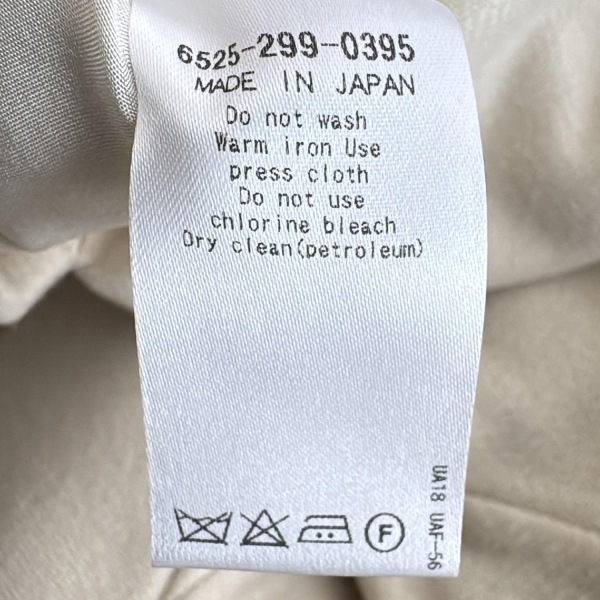 6525-299-0395
MADE IN JAPAN
Do not wash
Warm iron Use
press cloth
Do not use
chlorine bleach
Dry clean(petroleum)
UA18 UAF-56
F